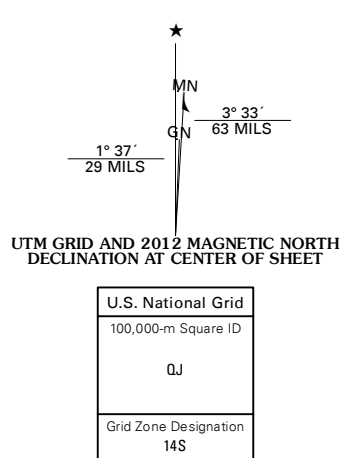 ★
MN
3° 33´
GN
63 MILS
1° 37´
29 MILS
UTM GRID AND 2012 MAGNETIC NORTH
DECLINATION AT CENTER OF SHEET
U.S. National Grid
100,000-m Square ID
QJ
Grid Zone Designation
14S